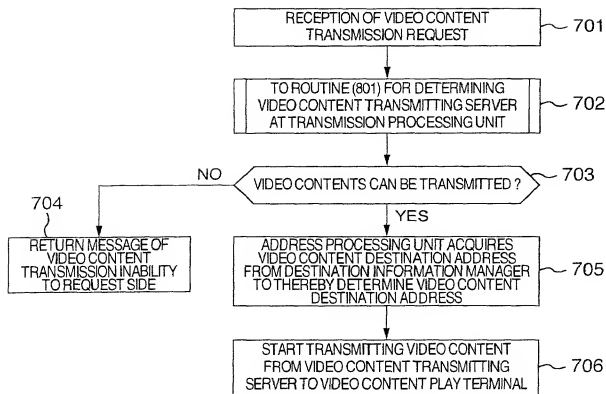 RECEPTION OF VIDEO CONTENT
TRANSMISSION REQUEST
701
TO ROUTINE (801) FOR DETERMINING
VIDEO CONTENT TRANSMITTING SERVER
AT TRANSMISSION PROCESSING UNIT
702
NO
VIDEO CONTENTS CAN BE TRANSMITTED ?
703
704
YES
RETURN MESSAGE OF
VIDEO CONTENT
TRANSMISSION INABILITY
TO REQUEST SIDE
ADDRESS PROCESSING UNIT ACQUIRES
VIDEO CONTENT DESTINATION ADDRESS
FROM DESTINATION INFORMATION MANAGER
TO THEREBY DETERMINE VIDEO CONTENT
DESTINATION ADDRESS
705
START TRANSMITTING VIDEO CONTENT
FROM VIDEO CONTENT TRANSMITTING
SERVER TO VIDEO CONTENT PLAY TERMINAL
706